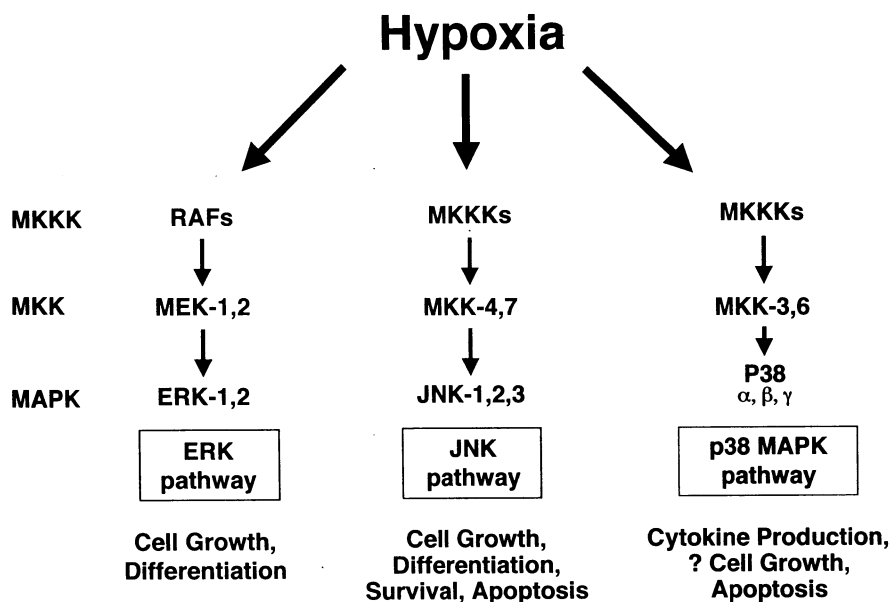 Hypoxia
MKKK RAFs MKKKs MKKKs
MKK MEK-1,2 MKK-4,7 MKK-3,6
MAPK ERK-1,2 JNK-1,2,3 P38
α, β, γ
ERK
pathway
JNK
pathway
p38 MAPK
pathway
Cell Growth,
Differentiation
Cell Growth,
Differentiation,
Survival, Apoptosis
Cytokine Production,
? Cell Growth,
Apoptosis